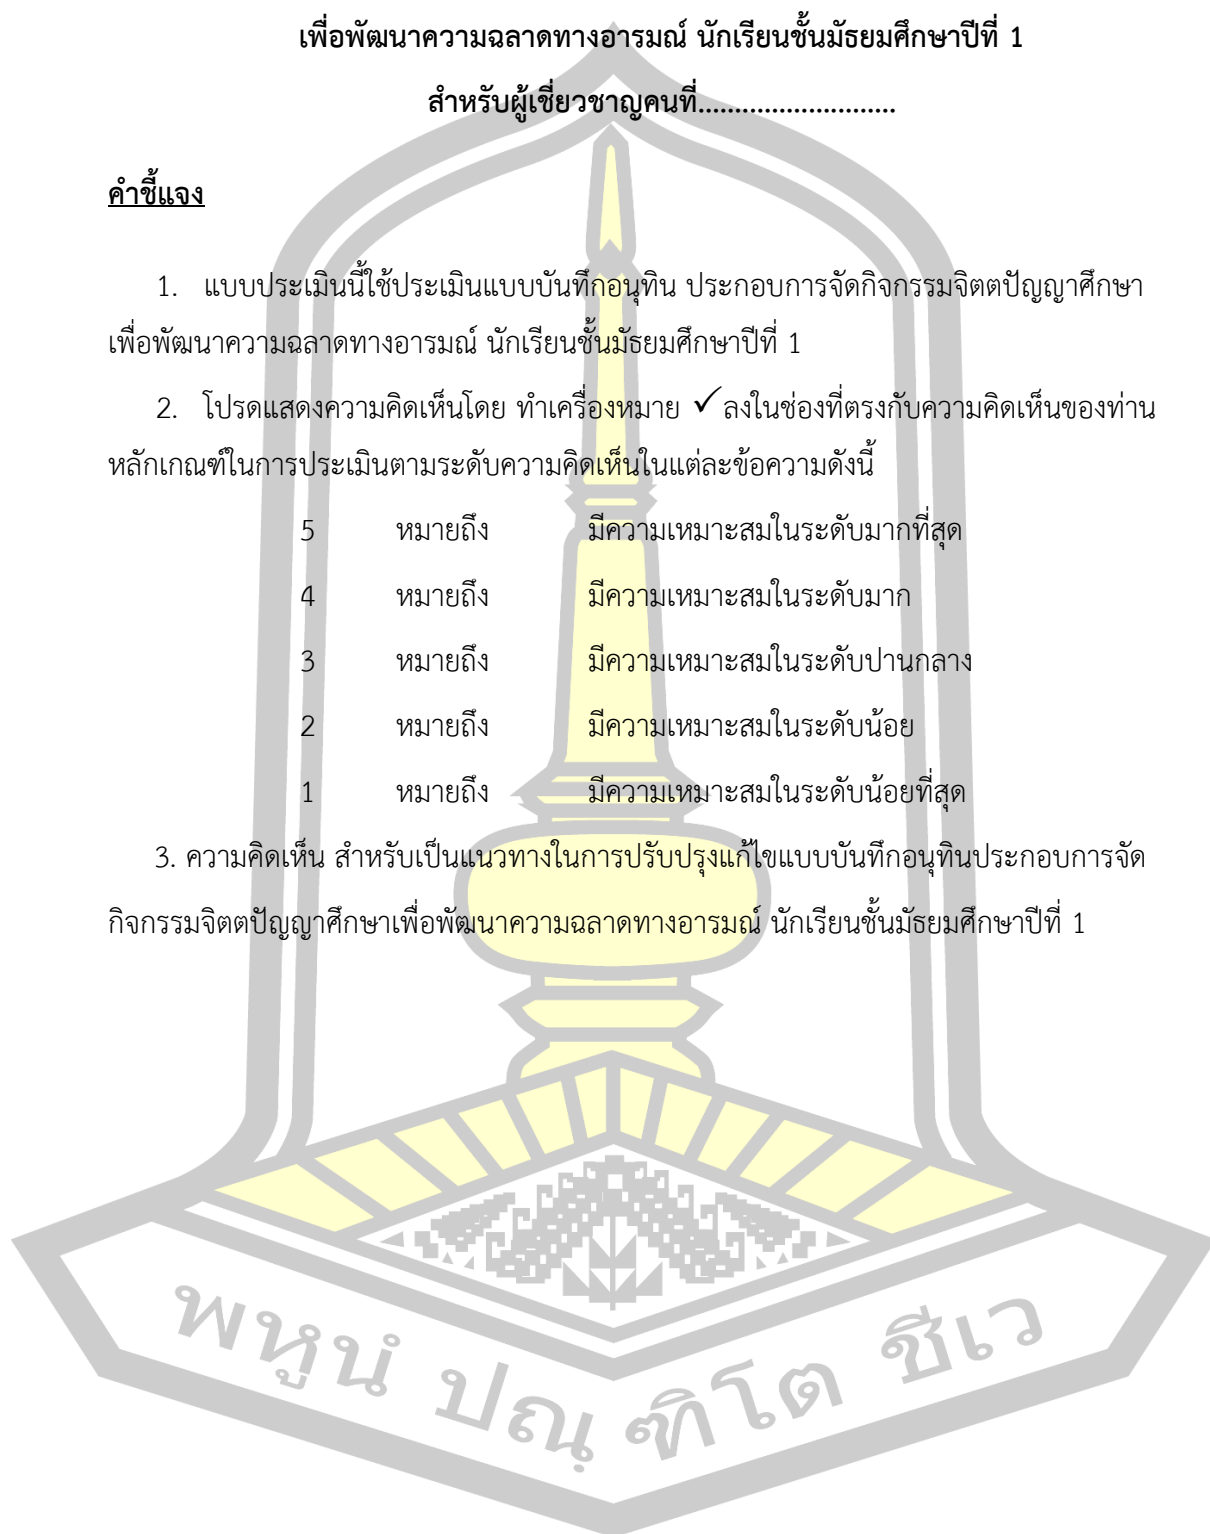 เพื่อพัฒนาความฉลาดทางอารมณ์ นักเรียนชั้นมัธยมศึกษาปีที่ 1
สำหรับผู้เชี่ยวชาญคนที่...........................
คำชี้แจง
1. แบบประเมินนี้ใช้ประเมินแบบบันทึกอนุทิน ประกอบการจัดกิจกรรมจิตตปัญญาศึกษา
เพื่อพัฒนาความฉลาดทางอารมณ์ นักเรียนชั้นมัธยมศึกษาปีที่ 1
2. โปรดแสดงความคิดเห็นโดย ทำเครื่องหมาย ✓ ลงในช่องที่ตรงกับความคิดเห็นของท่าน
หลักเกณฑ์ในการประเมินตามระดับความคิดเห็นในแต่ละข้อความดังนี้
5 หมายถึง มีความเหมาะสมในระดับมากที่สุด
4 หมายถึง มีความเหมาะสมในระดับมาก
3 หมายถึง มีความเหมาะสมในระดับปานกลาง
2 หมายถึง มีความเหมาะสมในระดับน้อย
1 หมายถึง มีความเหมาะสมในระดับน้อยที่สุด
3. ความคิดเห็น สำหรับเป็นแนวทางในการปรับปรุงแก้ไขแบบบันทึกอนุทินประกอบการจัด
กิจกรรมจิตตปัญญาศึกษาเพื่อพัฒนาความฉลาดทางอารมณ์ นักเรียนชั้นมัธยมศึกษาปีที่ 1
พหูนํ ปณฺ ฑิโต ชีเว